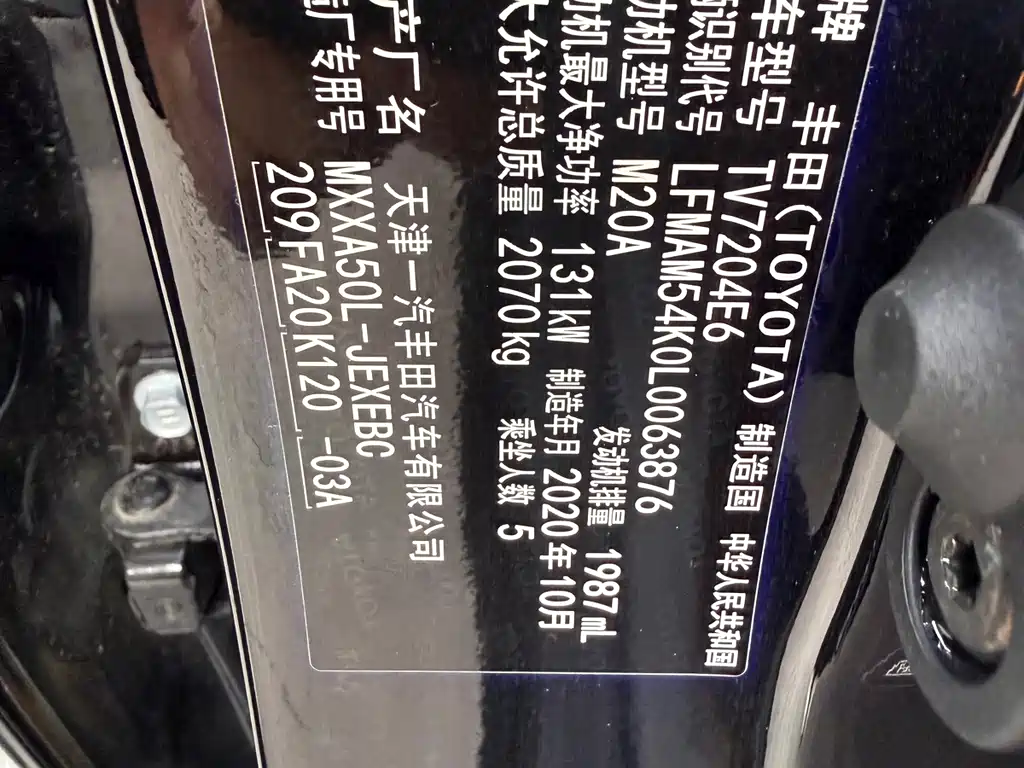 牌 丰田(TOYOTA) 制造国 中华人民共和国
车型号 TV7204E6
识别代号 LFMAM54K0L0063876
动机型号 M20A 发动机排量 1987mL
动机最大净功率 131kW 制造年月 2020年10月
大允许总质量 2070kg 乘坐人数 5
产厂名 天津一汽丰田汽车有限公司
厂专用号 MXXA50L-JEXEBC
209 FA20K120 -03A